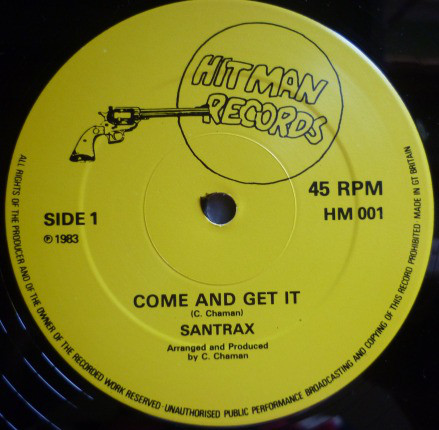 HITMAN
RECORDS
SIDE 1
℗ 1983
45 RPM
HM 001
COME AND GET IT
(C. Chaman)
SANTRAX
Arranged and Produced
by C. Chaman
ALL RIGHTS OF THE PRODUCER AND OF THE OWNER OF THE RECORDED WORK RESERVED · UNAUTHORISED PUBLIC PERFORMANCE BROADCASTING AND COPYING OF THIS RECORD PROHIBITED MADE IN GT BRITAIN